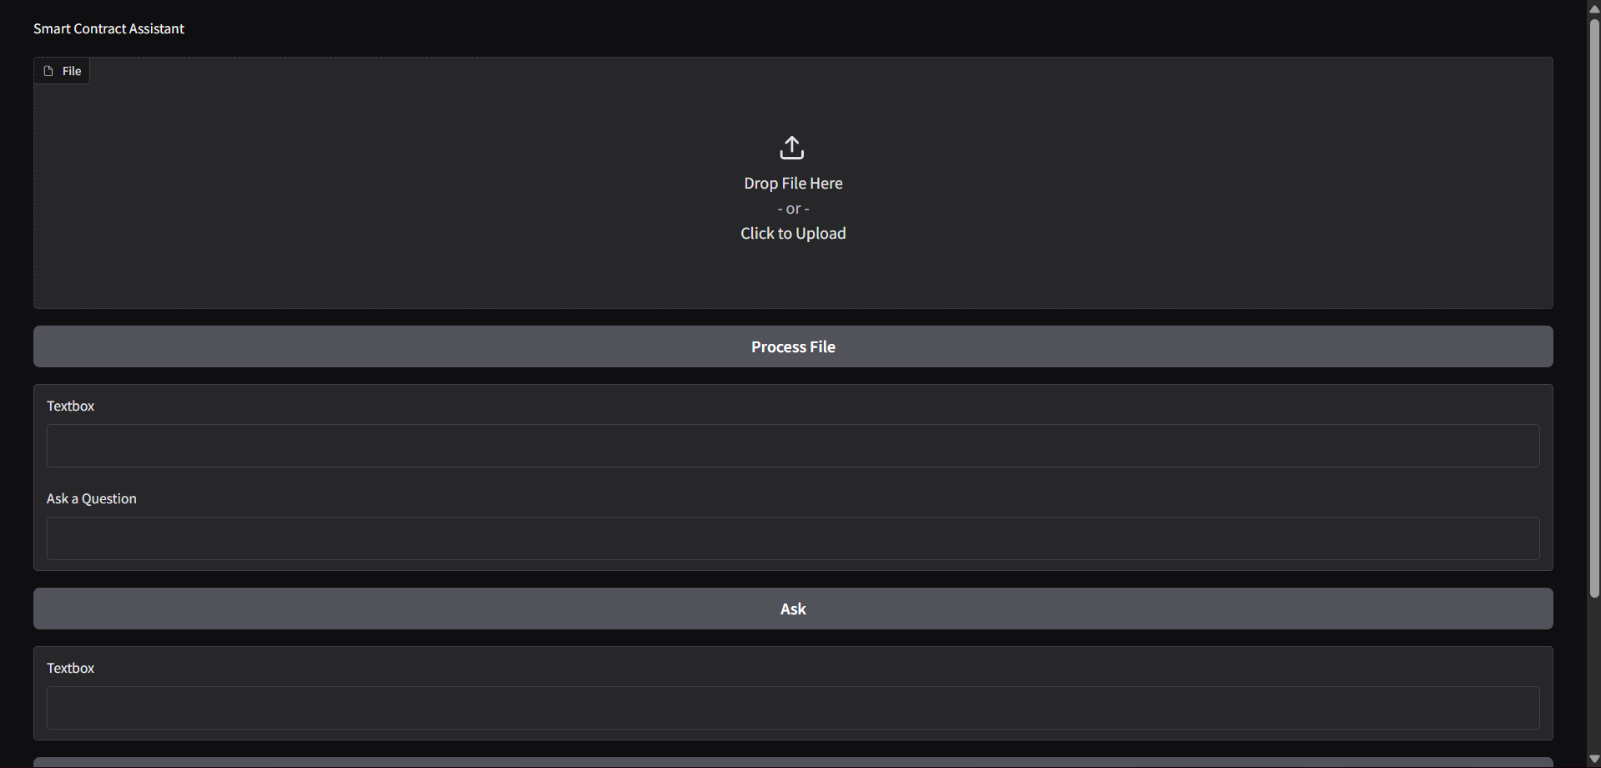 Smart Contract Assistant
File
Drop File Here
- or -
Click to Upload
Process File
Textbox
Ask a Question
Ask
Textbox